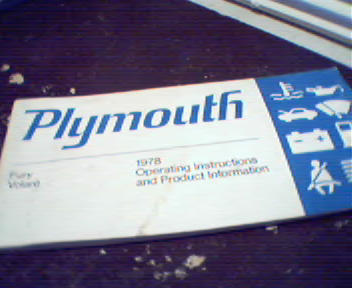 Plymouth
Fury
Volaré
1978
Operating Instructions
and Product Information